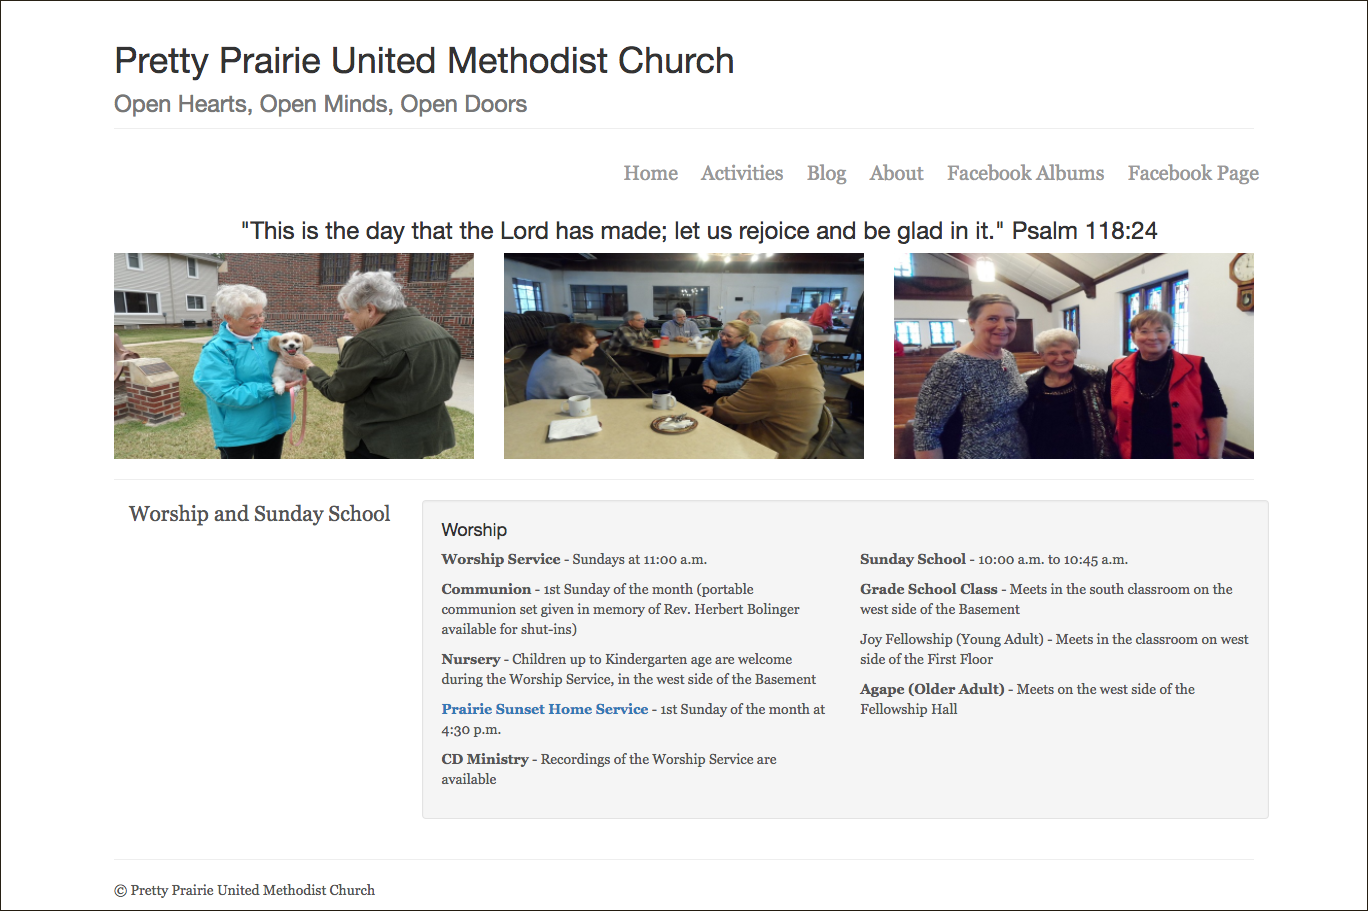 Pretty Prairie United Methodist Church
Open Hearts, Open Minds, Open Doors
Home Activities Blog About Facebook Albums Facebook Page
"This is the day that the Lord has made; let us rejoice and be glad in it." Psalm 118:24
Worship and Sunday School
Worship
Worship Service - Sundays at 11:00 a.m.
Communion - 1st Sunday of the month (portable
communion set given in memory of Rev. Herbert Bolinger
available for shut-ins)
Nursery - Children up to Kindergarten age are welcome
during the Worship Service, in the west side of the Basement
Prairie Sunset Home Service - 1st Sunday of the month at
4:30 p.m.
CD Ministry - Recordings of the Worship Service are
available
Sunday School - 10:00 a.m. to 10:45 a.m.
Grade School Class - Meets in the south classroom on the
west side of the Basement
Joy Fellowship (Young Adult) - Meets in the classroom on west
side of the First Floor
Agape (Older Adult) - Meets on the west side of the
Fellowship Hall
© Pretty Prairie United Methodist Church